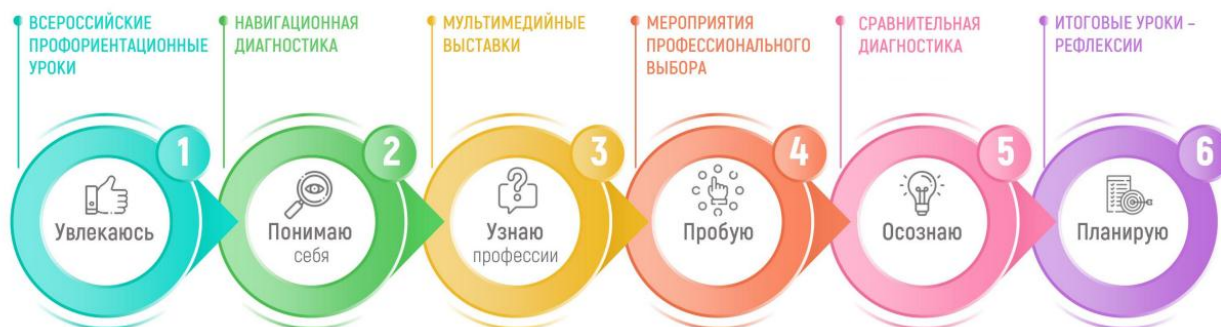 ВСЕРОССИЙСКИЕ
ПРОФОРИЕНТАЦИОННЫЕ
УРОКИ
НАВИГАЦИОННАЯ
ДИАГНОСТИКА
МУЛЬТИМЕДИЙНЫЕ
ВЫСТАВКИ
МЕРОПРИЯТИЯ
ПРОФЕССИОНАЛЬНОГО
ВЫБОРА
СРАВНИТЕЛЬНАЯ
ДИАГНОСТИКА
ИТОГОВЫЕ УРОКИ –
РЕФЛЕКСИИ
1
Увлекаюсь
2
Понимаю
себя
3
Узнаю
профессии
4
Пробую
5
Осознаю
6
Планирую